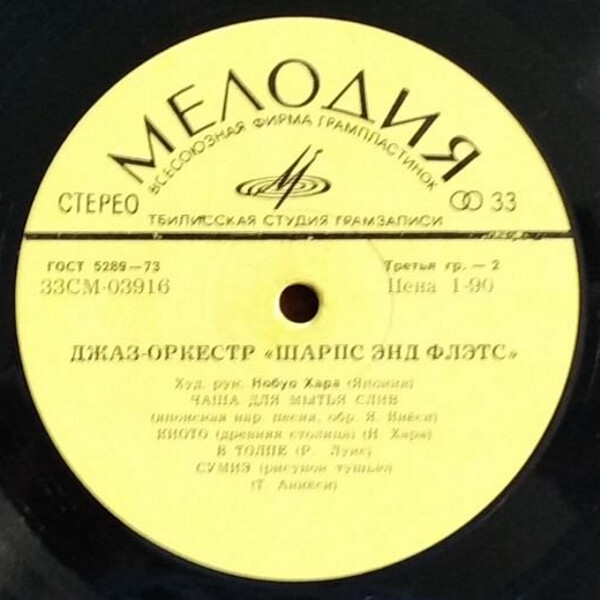 МЕЛОДИЯ
ВСЕСОЮЗНАЯ ФИРМА ГРАМПЛАСТИНОК
СТЕРЕО 33
ТБИЛИССКАЯ СТУДИЯ ГРАМЗАПИСИ
ГОСТ 5289—73 Третья гр. — 2
33СМ-03916 Цена 1-90
ДЖАЗ-ОРКЕСТР «ШАРПС ЭНД ФЛЭТС»
Худ. рук. Нобуо Хара (Япония)
ЧАША ДЛЯ МЫТЬЯ СЛИВ
(японская нар. песня, обр. Я.
КИОТО (древняя столица) (Н. Хара)
В ТОЛПЕ (Р. Луис)
СУМИЭ (рисунок тушью)
(Т.